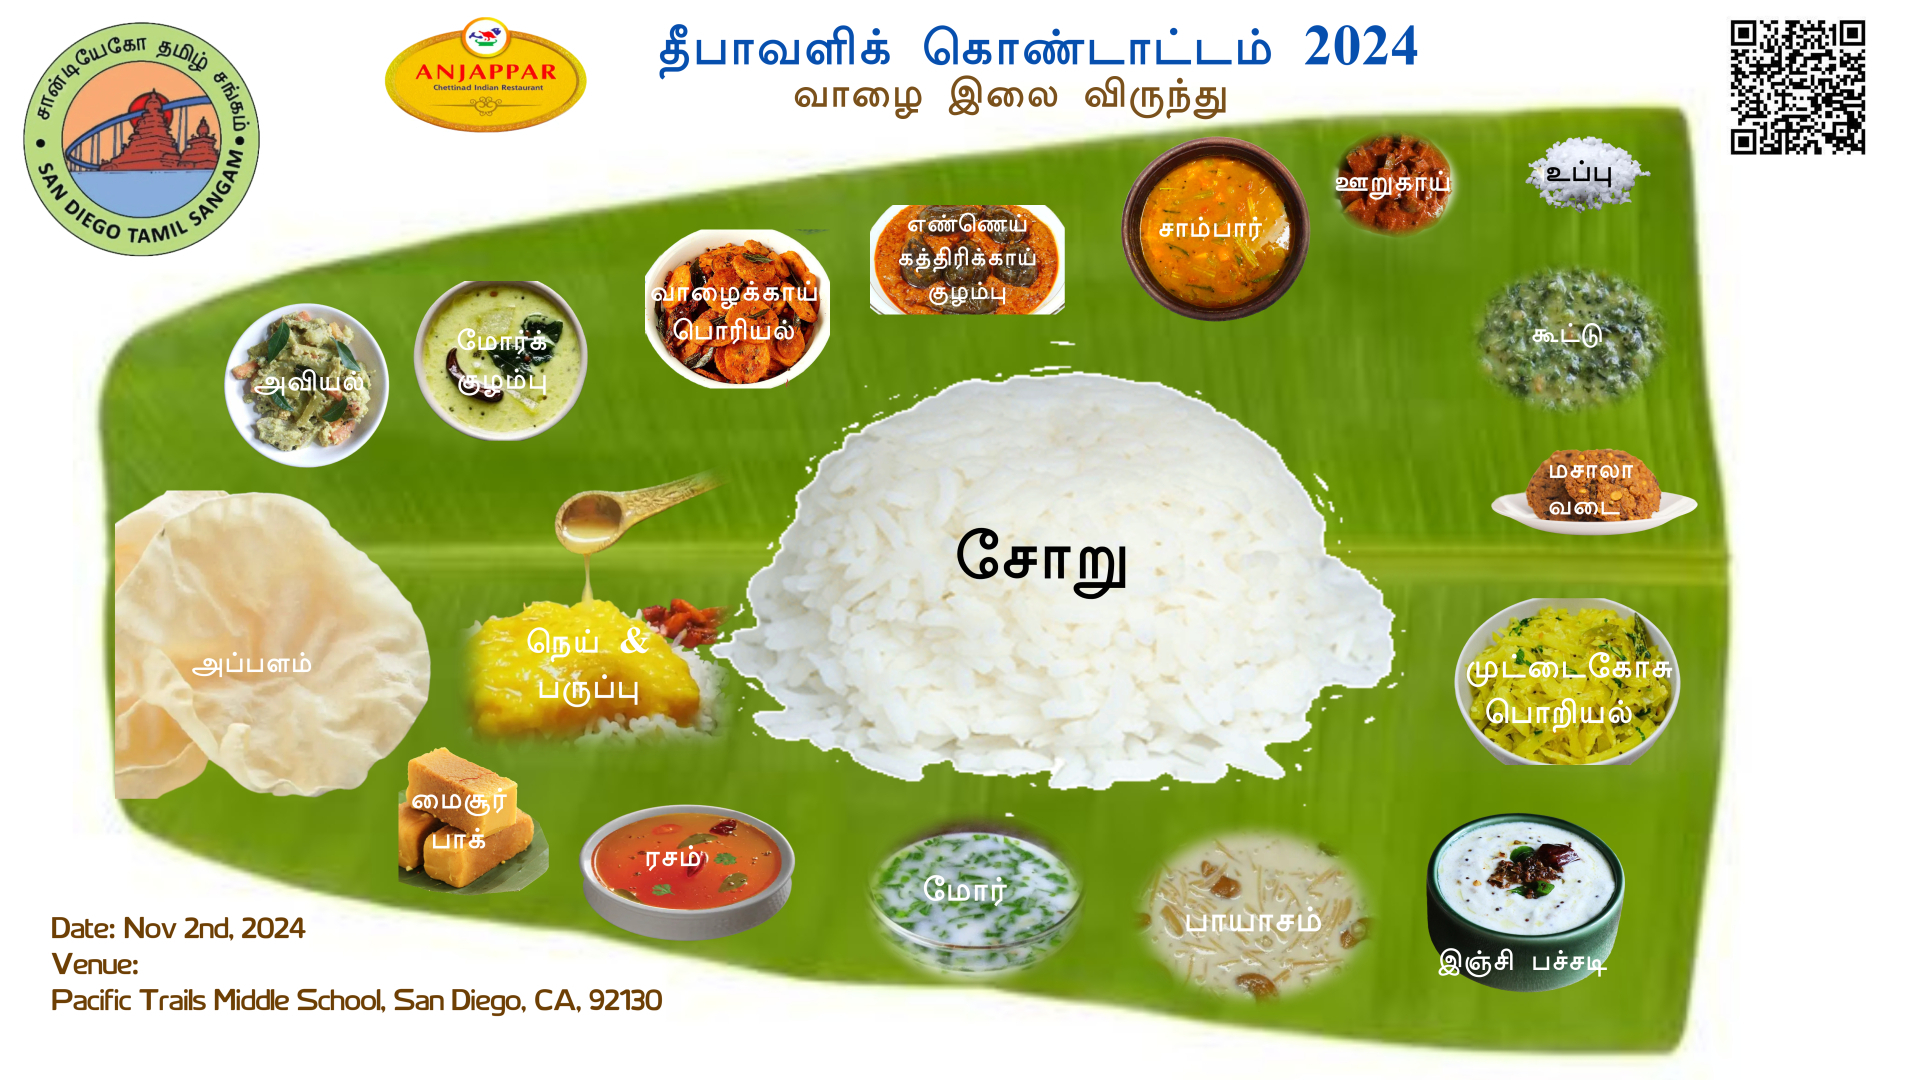 சான்டியேகோ தமிழ் சங்கம்
SAN DIEGO TAMIL SANGAM
ANJAPPAR
Chettinad Indian Restaurant
தீபாவளிக் கொண்டாட்டம் 2024
வாழை இலை விருந்து
உப்பு
ஊறுகாய்
சாம்பார்
எண்ணெய்
கத்திரிக்காய்
குழம்பு
வாழைக்காய்
பொரியல்
மோர்க்
குழம்பு
அவியல்
கூட்டு
மசாலா
வடை
சோறு
நெய் &
பருப்பு
அப்பளம்
முட்டைகோசு
பொறியல்
மைசூர்
பாக்
ரசம்
மோர்
பாயாசம்
இஞ்சி பச்சடி
Date: Nov 2nd, 2024
Venue:
Pacific Trails Middle School, San Diego, CA, 92130